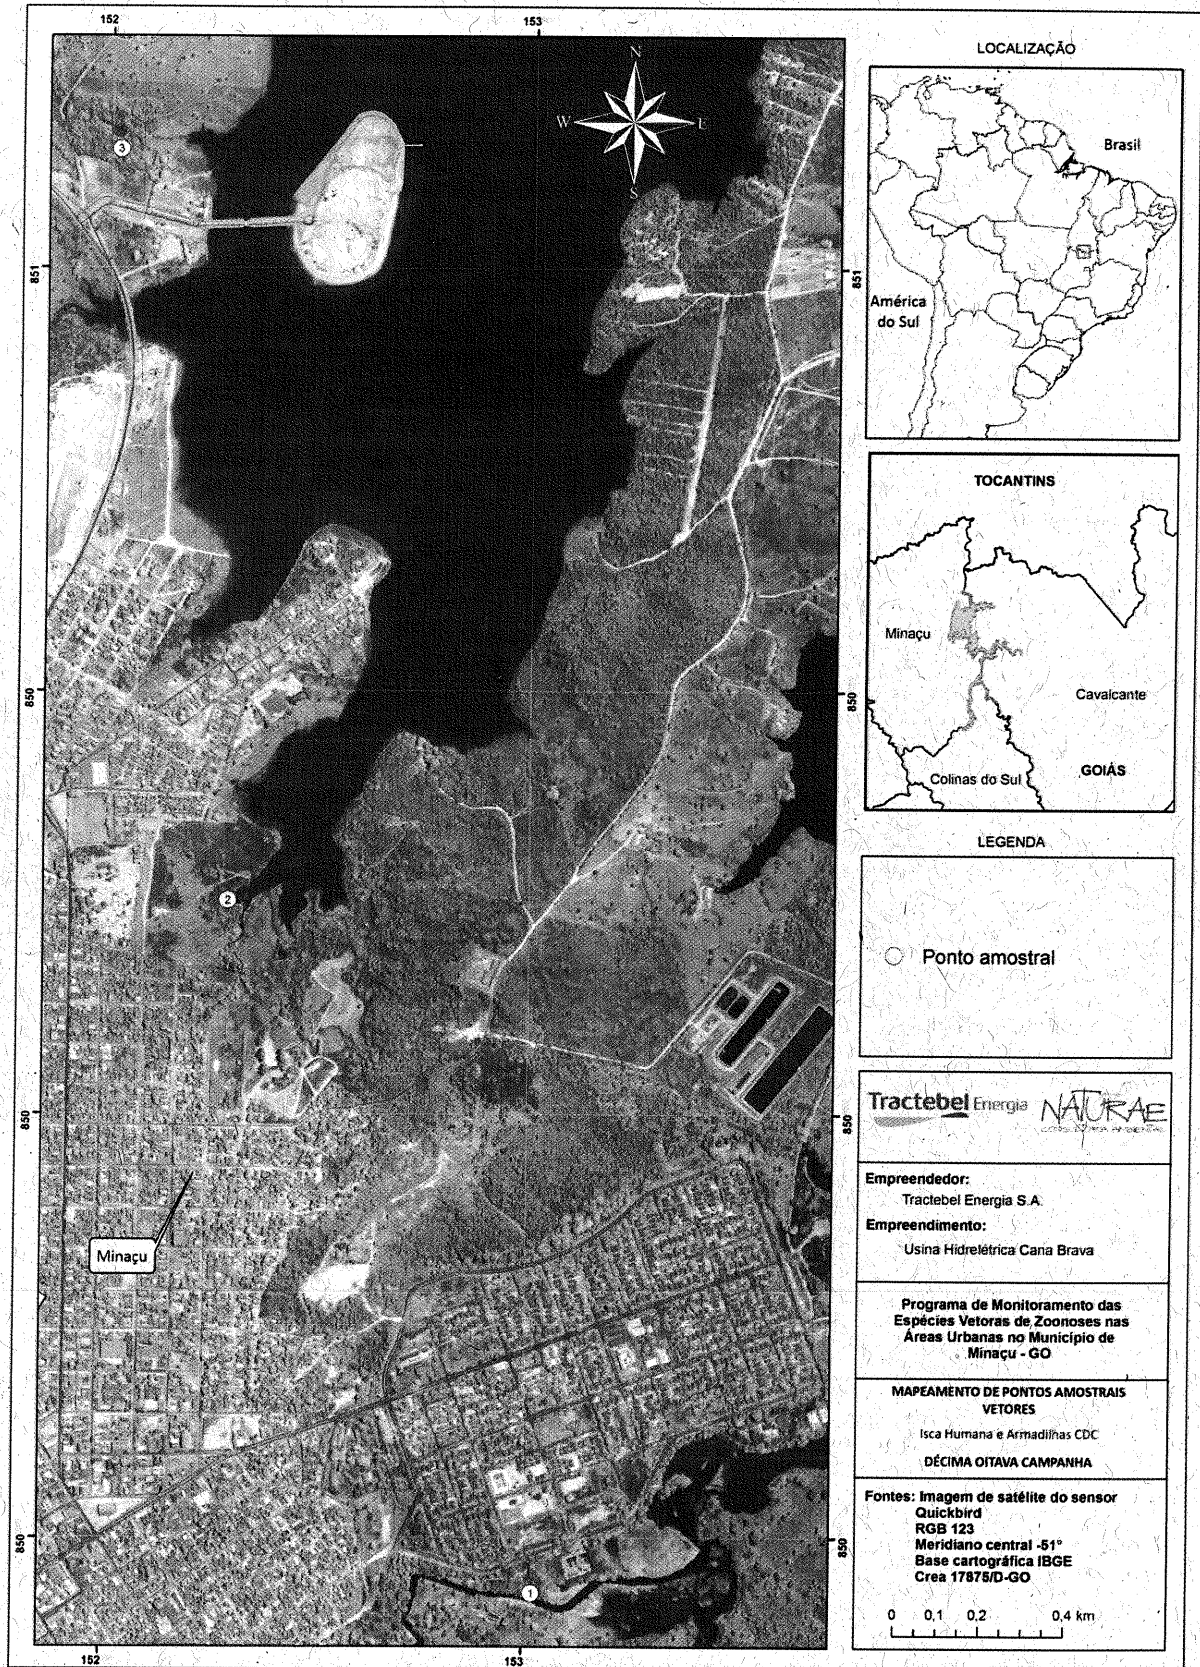 152
153
LOCALIZAÇÃO
N
W
E
S
3
Brasil
América
do Sul
851
851
TOCANTINS
Minaçu
Cavalcante
Colinas do Sul
GOIÁS
850
850
LEGENDA
2
Ponto amostral
Tractebel Energia
NATURAE
CONSULTORIA AMBIENTAL
850
850
Empreendedor:
Tractebel Energia S.A.
Empreendimento:
Usina Hidrelétrica Cana Brava
Minaçu
Programa de Monitoramento das
Espécies Vetoras de Zoonoses nas
Áreas Urbanas no Município de
Minaçu - GO
MAPEAMENTO DE PONTOS AMOSTRAIS
VETORES
Isca Humana e Armadilhas CDC
DÉCIMA OITAVA CAMPANHA
Fontes: Imagem de satélite do sensor
Quickbird
RGB 123
Meridiano central -51°
Base cartográfica IBGE
Crea 17875/D-GO
850
850
1
0 0,1 0,2 0,4 km
152
153